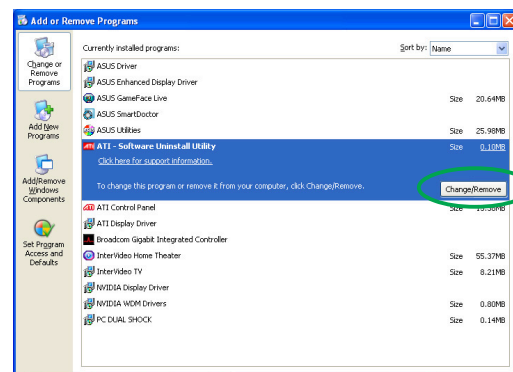 Add or Remove Programs
Change or
Remove
Programs
Add New
Programs
Add/Remove
Windows
Components
Set Program
Access and
Defaults
Currently installed programs:
Sort by: Name
ASUS Driver
ASUS Enhanced Display Driver
ASUS GameFace Live Size 20.64MB
ASUS SmartDoctor
ASUS Utilities Size 25.98MB
ATI - Software Uninstall Utility Size 0.10MB
Click here for support information.
To change this program or remove it from your computer, click Change/Remove.
Change/Remove
ATI Control Panel Size
ATI Display Driver
Broadcom Gigabit Integrated Controller
InterVideo Home Theater Size 55.37MB
InterVideo TV Size 8.21MB
NVIDIA Display Driver
NVIDIA WDM Drivers Size 0.80MB
PC DUAL SHOCK Size 0.14MB